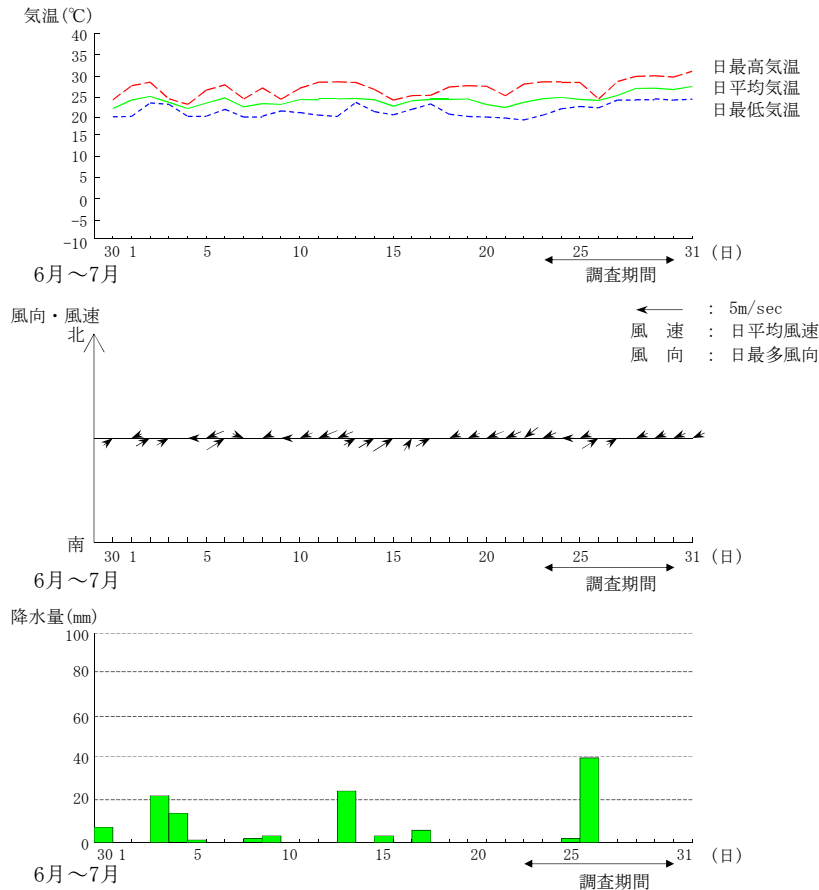 気温(℃)
40
35
30
25
20
15
10
5
0
-5
-10
日最高気温
日平均気温
日最低気温
30 1 5 10 15 20 25 31 (日)
6月～7月
調査期間
風向・風速
北
南
： 5m/sec
風　速 ： 日平均風速
風　向 ： 日最多風向
30 1 5 10 15 20 25 31 (日)
6月～7月
調査期間
降水量(mm)
100
80
60
40
20
0
30 1 5 10 15 20 25 31 (日)
6月～7月
調査期間